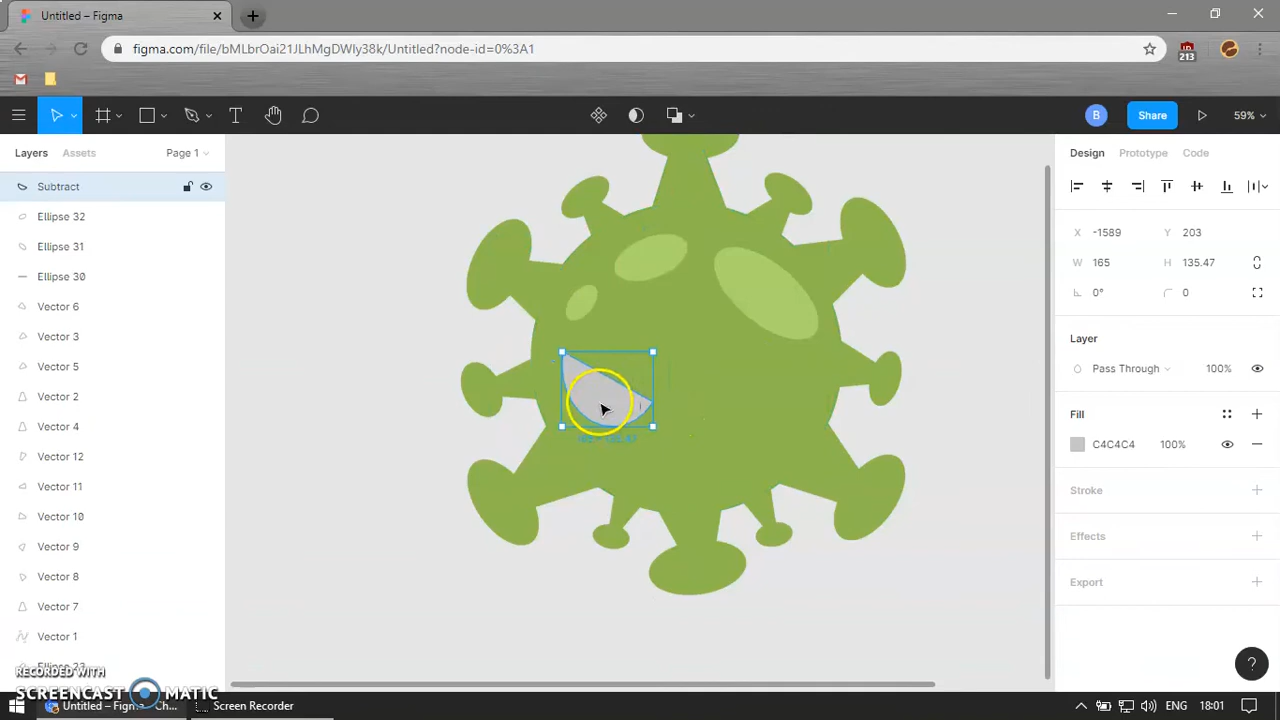 Untitled – Figma
figma.com/file/bMLbrOai21JLhMgDWIy38k/Untitled?node-id=0%3A1
213
T
B
Share
59%
Layers
Assets
Page 1
Design
Prototype
Code
Subtract
Ellipse 32
Ellipse 31
Ellipse 30
Vector 6
Vector 3
Vector 5
Vector 2
Vector 4
Vector 12
Vector 11
Vector 10
Vector 9
Vector 8
Vector 7
Vector 1
X -1589 Y 203
W 165 H 135.47
0° 0
Layer
Pass Through 100%
Fill
C4C4C4 100%
Stroke
Effects
Export
?
RECORDED WITH
SCREENCAST MATIC
Untitled – Figma - Ch...
Screen Recorder
ENG
18:01